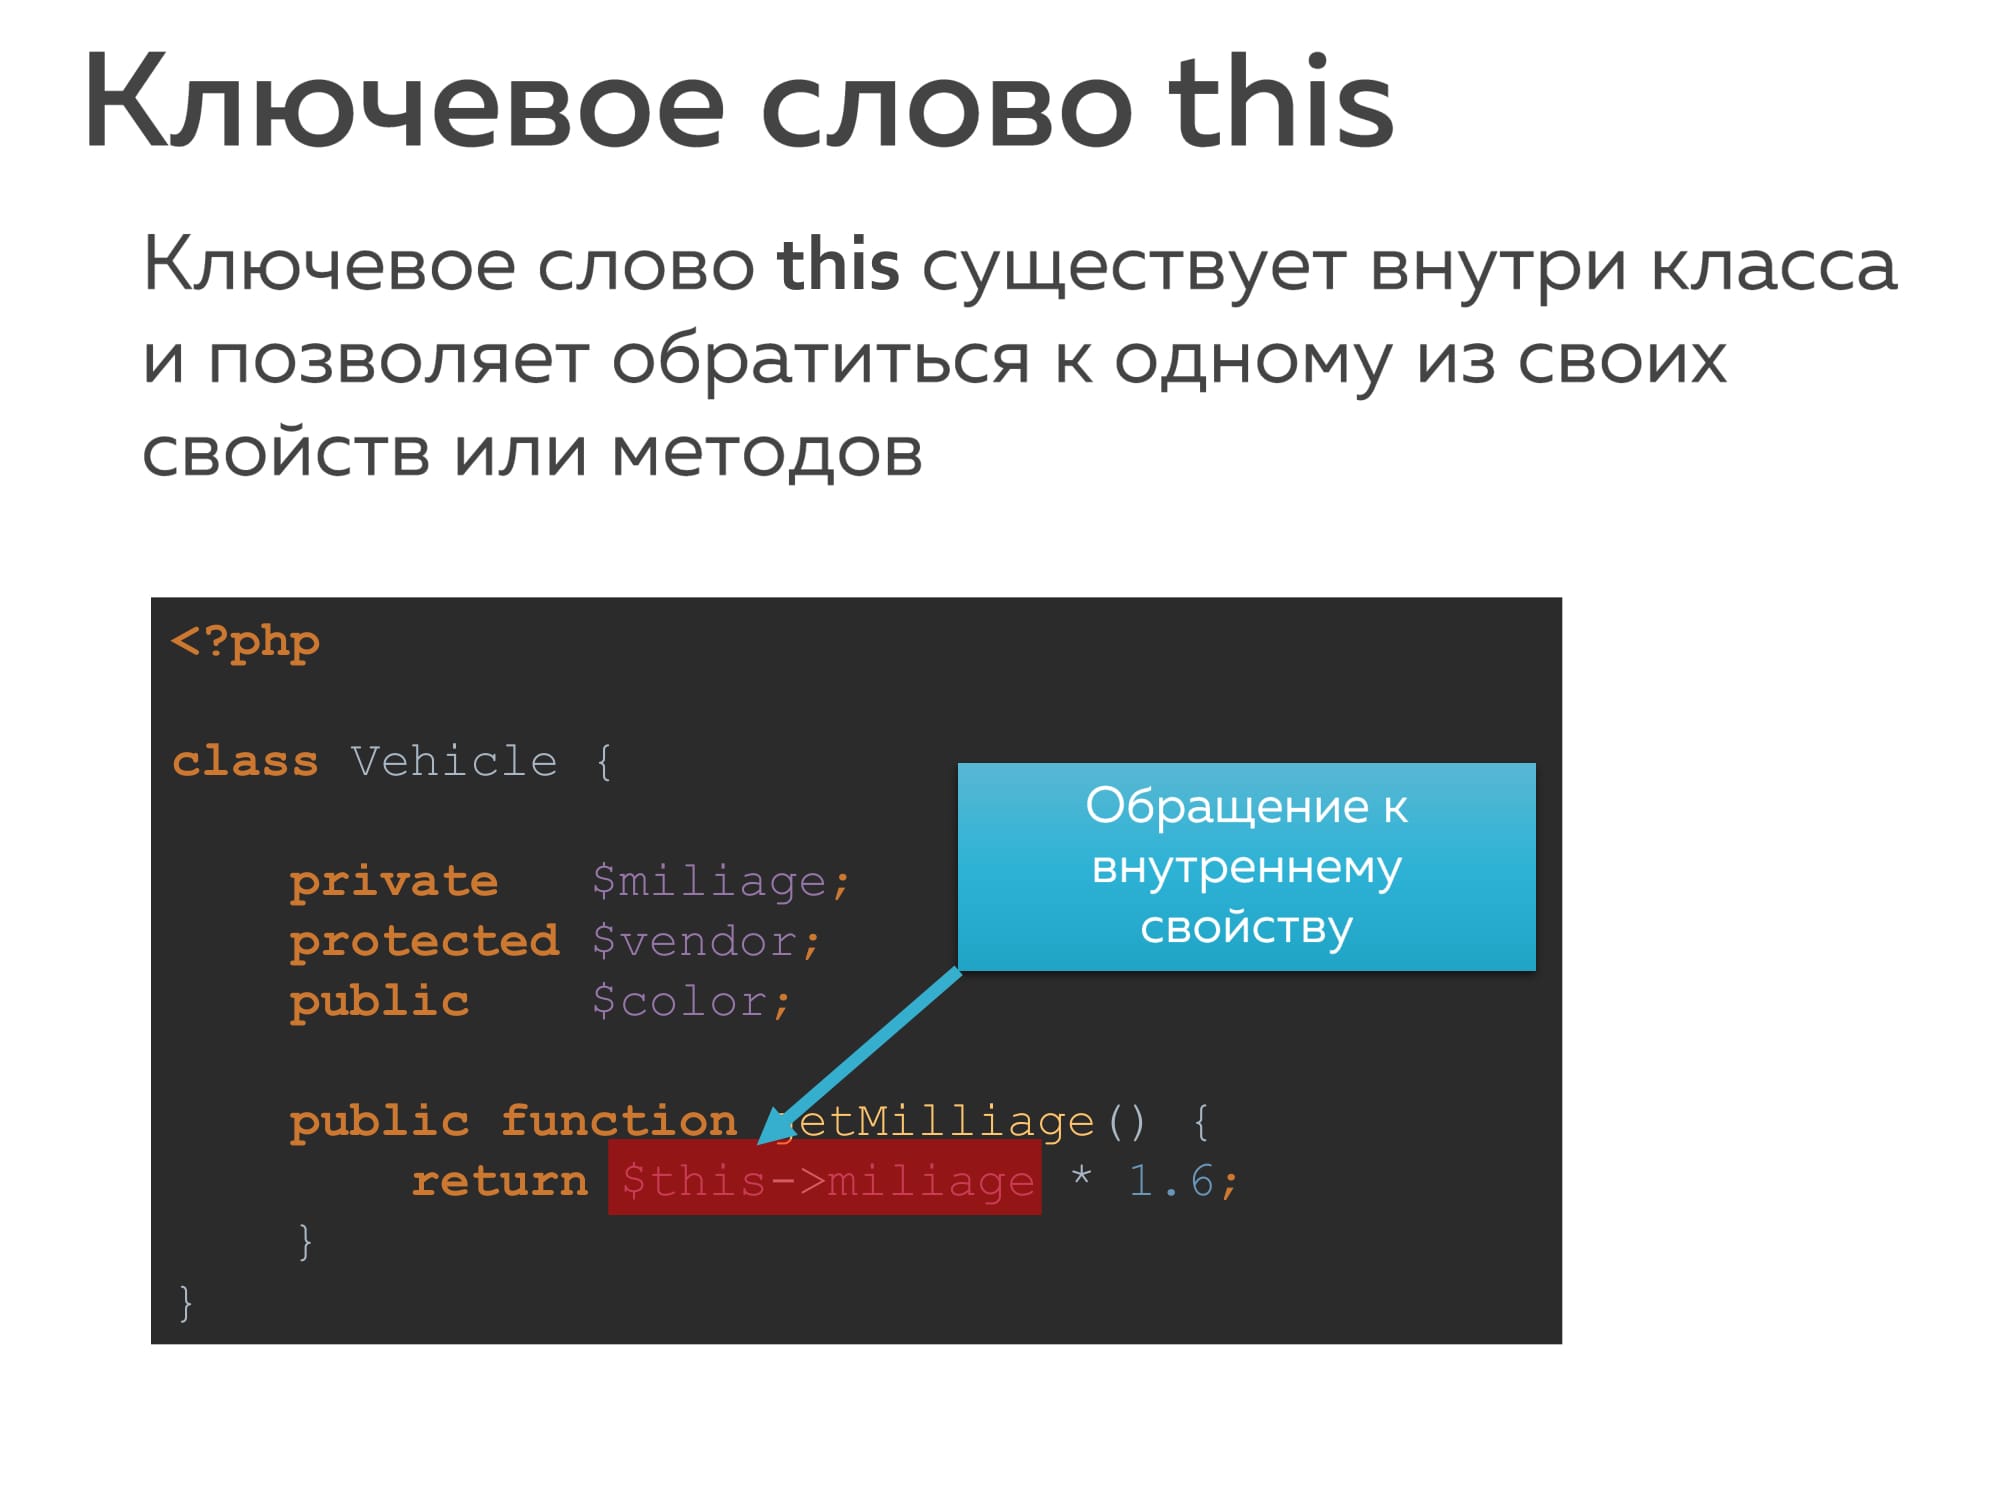 Ключевое слово this
Ключевое слово this существует внутри класса
и позволяет обратиться к одному из своих
свойств или методов
<?php
class Vehicle {
private $miliage;
protected $vendor;
public $color;
Обращение к
внутреннему
свойству
public function getMilliage() {
return $this->miliage * 1.6;
}
}